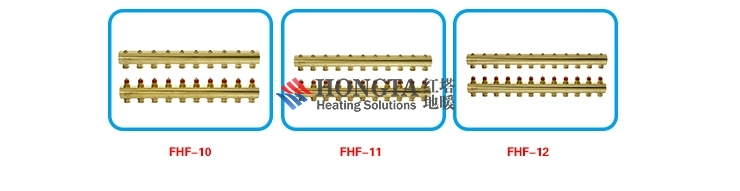 HONGTA 红塔
Heating Solutions 地暖
FHF-10 FHF-11 FHF-12